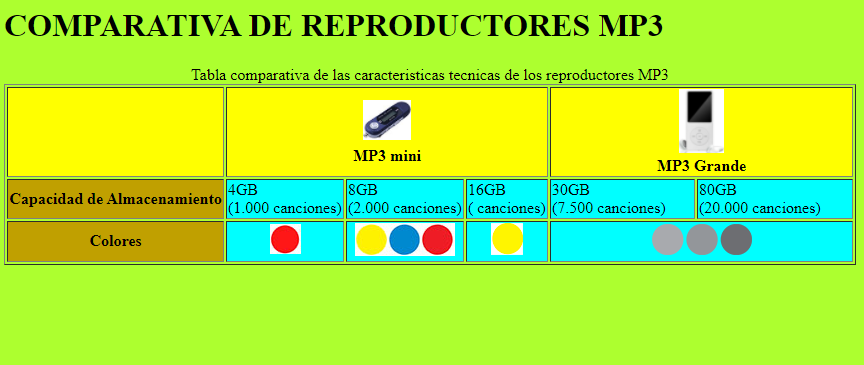 COMPARATIVA DE REPRODUCTORES MP3
Tabla comparativa de las caracteristicas tecnicas de los reproductores MP3
MP3 mini
MP3 Grande
Capacidad de Almacenamiento
4GB
(1.000 canciones)
8GB
(2.000 canciones)
16GB
( canciones)
30GB
(7.500 canciones)
80GB
(20.000 canciones)
Colores